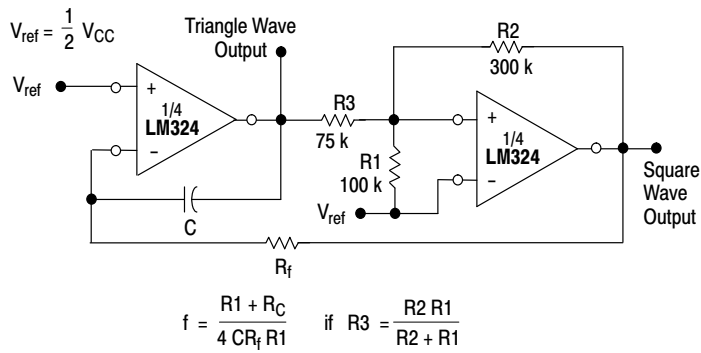 V_ref = 1/2 V_CC
Triangle Wave
Output
R2
300 k
V_ref
+
1/4
LM324
−
R3
75 k
+
1/4
LM324
−
R1
100 k
Square
Wave
Output
V_ref
C
R_f
f = R1 + R_C / 4 CR_f R1 if R3 = R2 R1 / R2 + R1